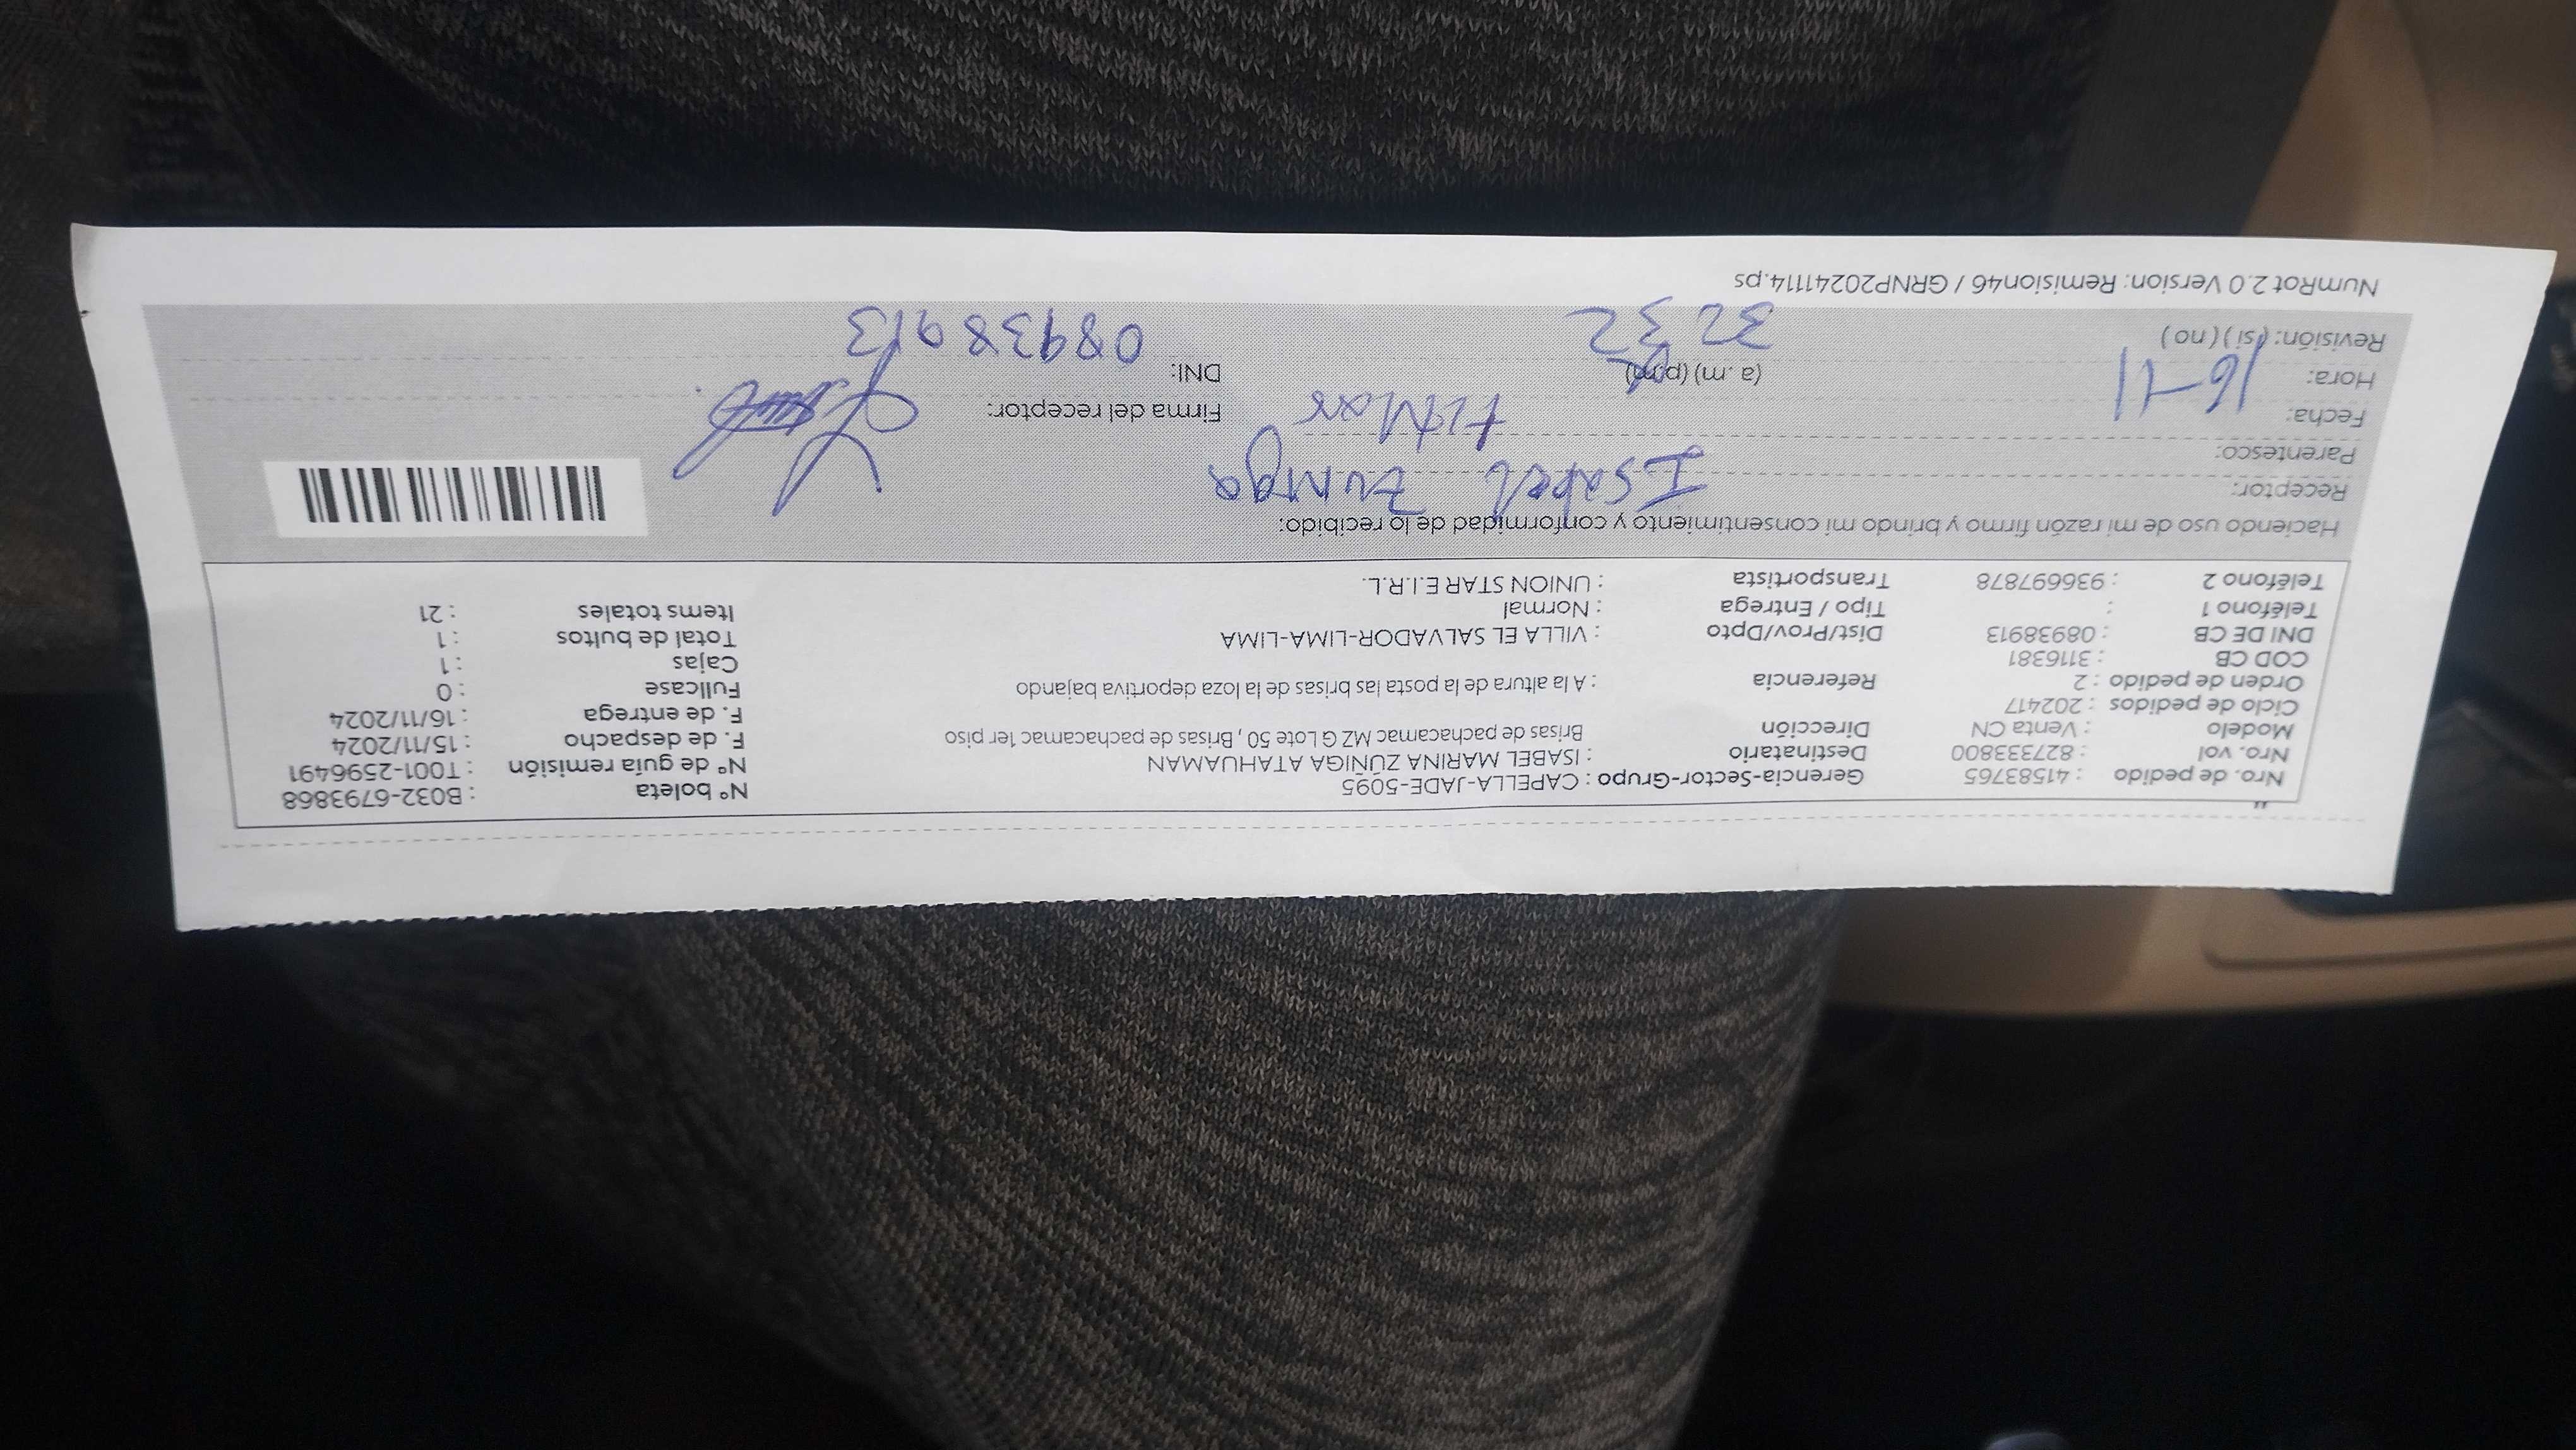 Nro. de pedido : 41583765 Gerencia-Sector-Grupo : CAPELLA-JADE-5095 N° boleta : B032-6793868
Nro. vol : 827333800 Destinatario : ISABEL MARINA ZÚÑIGA ATAHUAMAN N° de guía remisión : T001-2596491
Modelo : Venta CN Dirección Brisas de pachacamac MZ G Lote 50 , Brisas de pachacamac 1er piso F. de despacho : 15/11/2024
Ciclo de pedidos : 202417 F. de entrega : 16/11/2024
Orden de pedido : 2 Referencia : A la altura de la posta las brisas de la loza deportiva bajando Fullcase : 0
COD CB : 3116381 Cajas : 1
DNI DE CB : 08938913 Dist/Prov/Dpto : VILLA EL SALVADOR-LIMA-LIMA Total de bultos : 1
Teléfono 1 : Tipo / Entrega : Normal Items totales : 21
Teléfono 2 : 936697878 Transportista : UNION STAR E.I.R.L.
Haciendo uso de mi razón firmo y brindo mi consentimiento y conformidad de lo recibido:
Receptor: Isabel Zuniga
Parentesco: titular
Fecha: 16-11 Firma del receptor:
Hora: (a.m) (p.m) DNI: 08938913
Revisión: (si) (no) 3232
NumRot 2.0 Version: Remision46 / GRNP20241114.ps